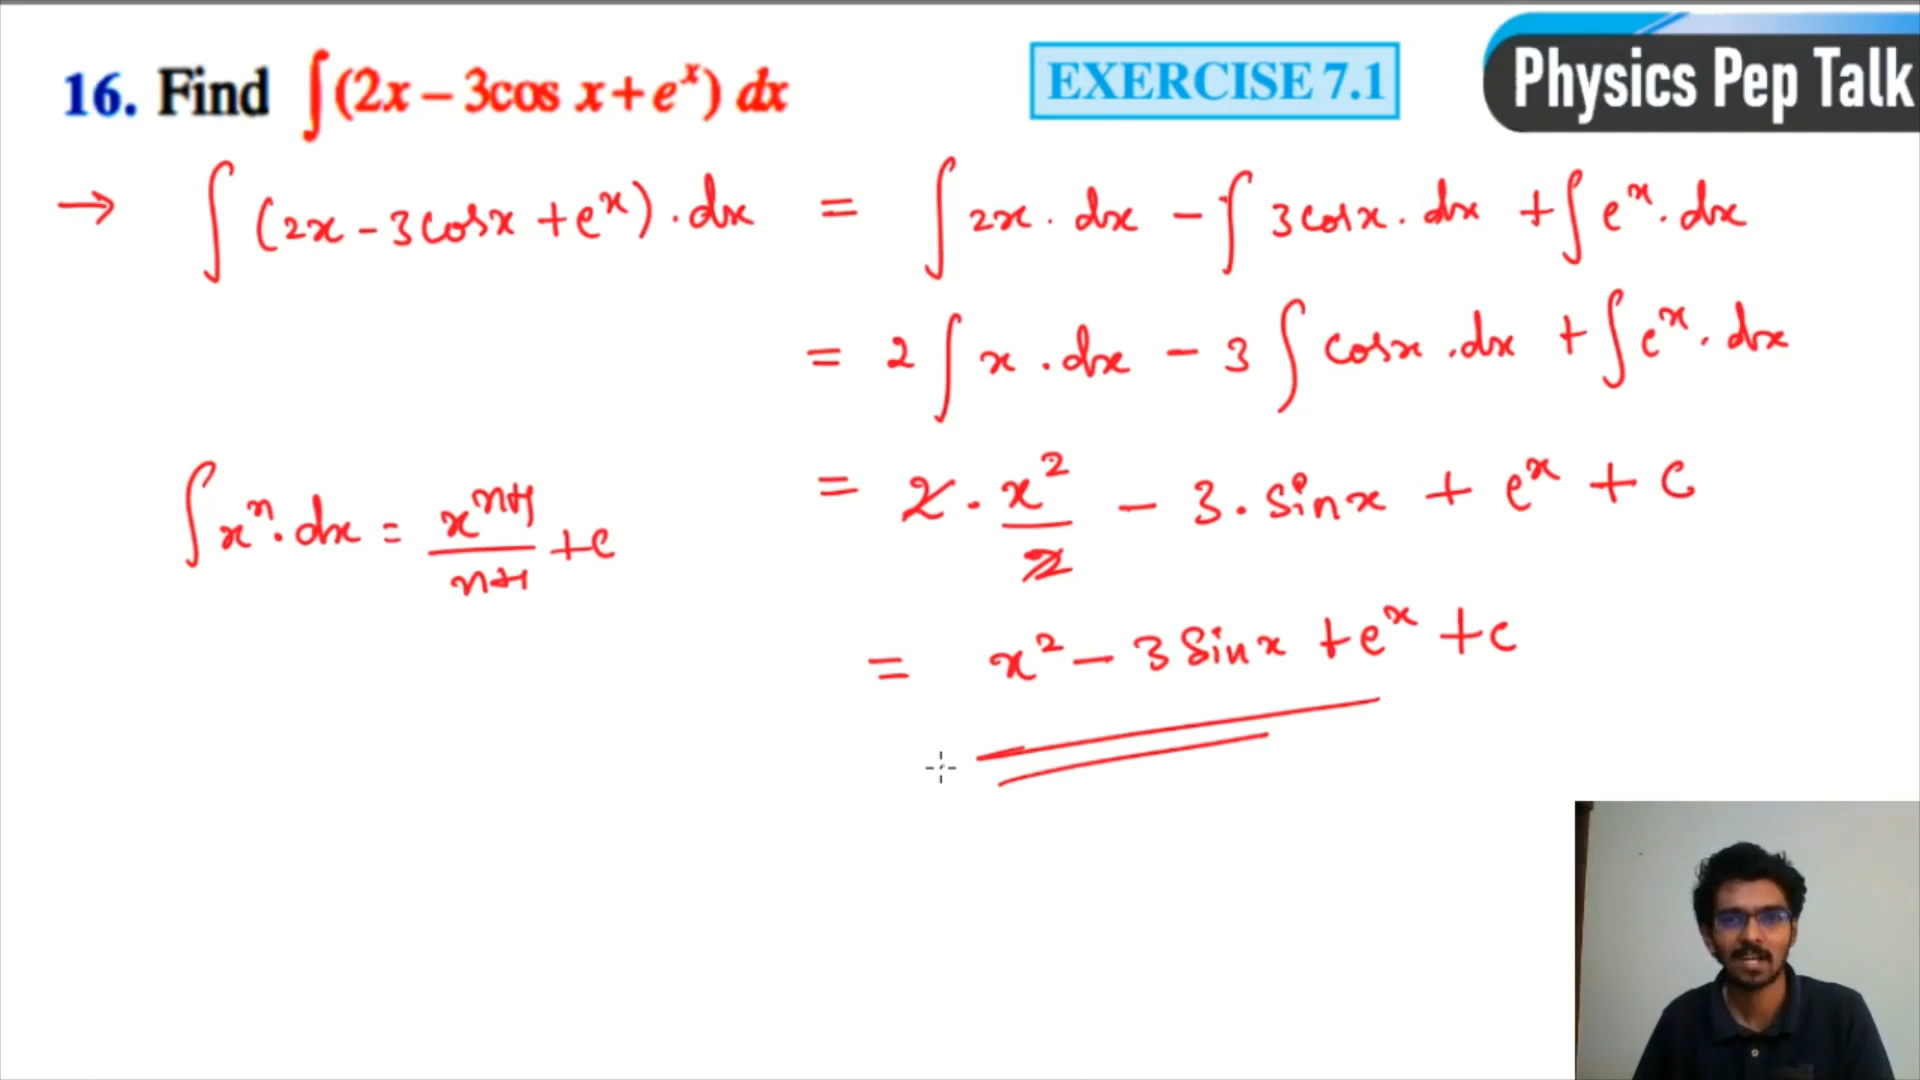 16. Find ∫(2x – 3cos x + eˣ) dx
EXERCISE 7.1
Physics Pep Talk
→ ∫(2x - 3cosx + eˣ).dx = ∫2x.dx - ∫3cosx.dx + ∫eˣ.dx
= 2∫x.dx - 3∫cosx.dx + ∫eˣ.dx
∫xⁿ.dx = xⁿ⁺¹/n+1 + c
= 2.x²/2 - 3.sinx + eˣ + c
= x² - 3sinx + eˣ + c